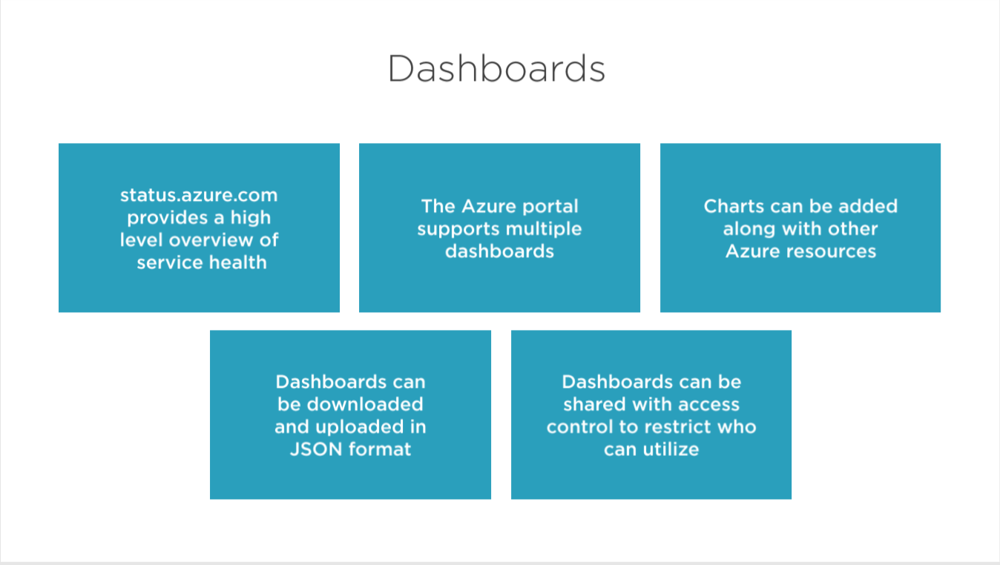 Dashboards
status.azure.com
provides a high
level overview of
service health
The Azure portal
supports multiple
dashboards
Charts can be added
along with other
Azure resources
Dashboards can
be downloaded
and uploaded in
JSON format
Dashboards can be
shared with access
control to restrict who
can utilize